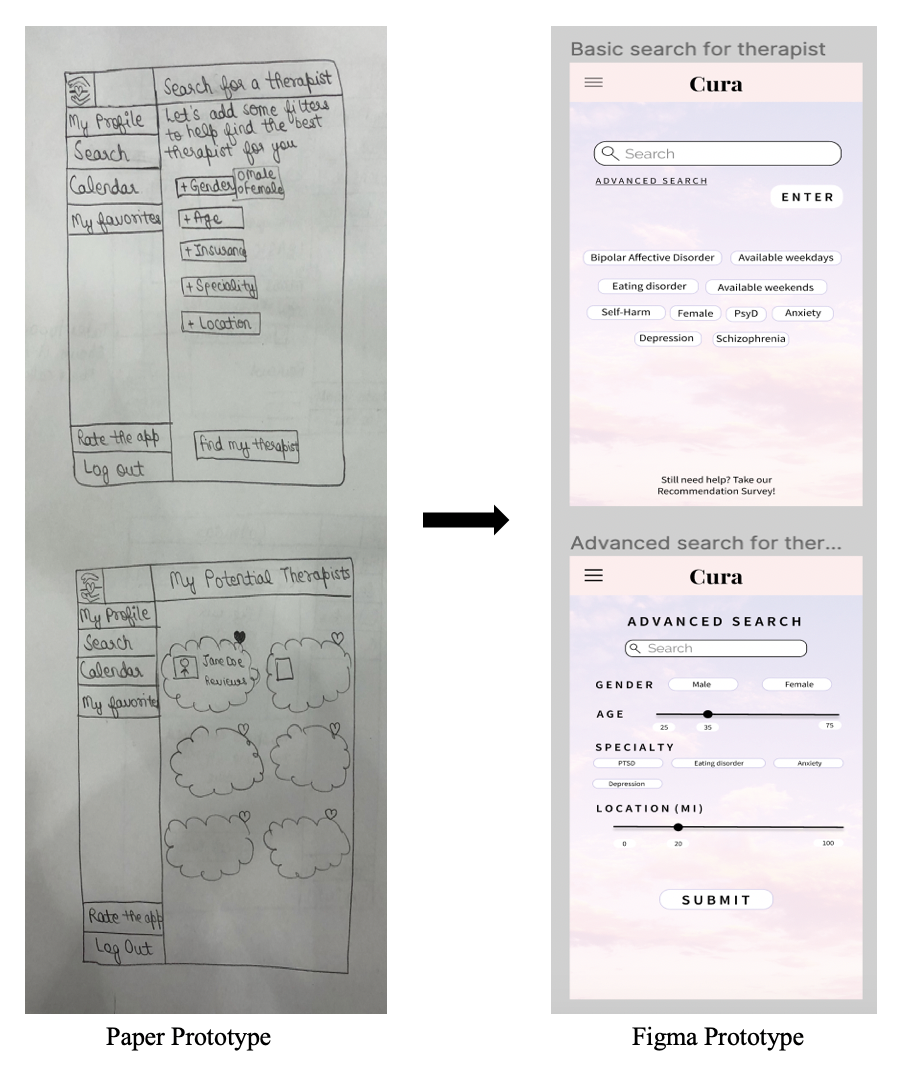 Search for a therapist
My Profile
Search
Calendar
My favorites
Let's add some filters
to help find the best
therapist for you
+ Gender
o male
o female
+ Age
+ Insuranc
+ Speciality
+ Location
Rate the app
Log out
find my therapist
My Potential Therapists
My Profile
Search
Calendar
My favorites
Jane Doe
Reviews
Rate the app
Log Out
Paper Prototype
Basic search for therapist
Cura
Search
ADVANCED SEARCH
ENTER
Bipolar Affective Disorder Available weekdays
Eating disorder Available weekends
Self-Harm Female PsyD Anxiety
Depression Schizophrenia
Still need help? Take our
Recommendation Survey!
Advanced search for ther...
Cura
ADVANCED SEARCH
Search
GENDER Male Female
AGE
25 35 75
SPECIALTY
PTSD Eating disorder Anxiety
Depression
LOCATION (MI)
0 20 100
SUBMIT
Figma Prototype